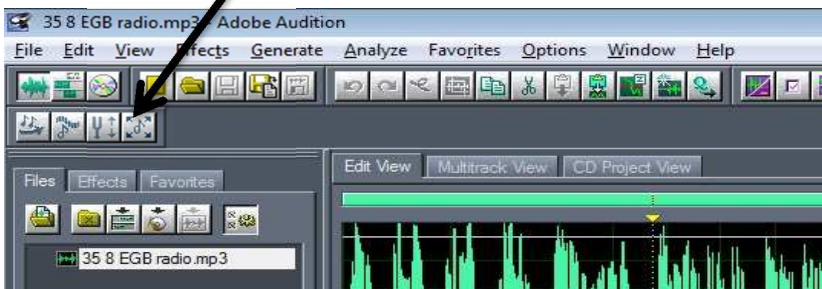 35 8 EGB radio.mp3 - Adobe Audition
File Edit View Effects Generate Analyze Favorites Options Window Help
Edit View Multitrack View CD Project View
Files Effects Favorites
35 8 EGB radio.mp3